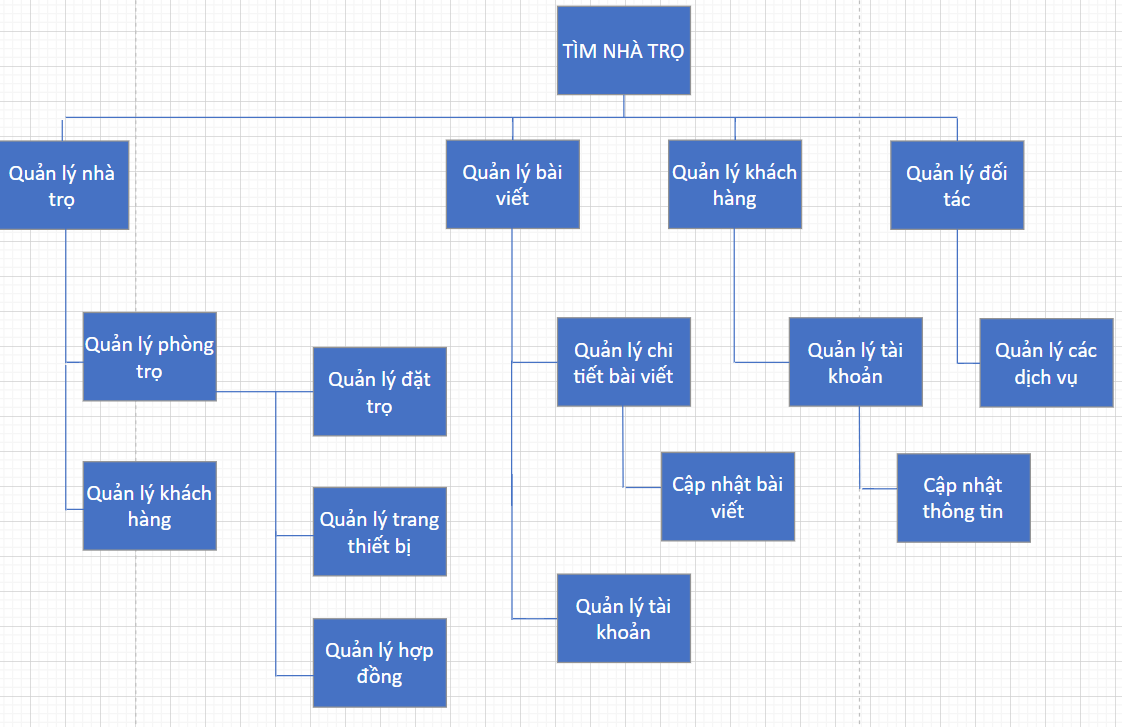 TÌM NHÀ TRỌ
Quản lý nhà
trọ
Quản lý bài
viết
Quản lý khách
hàng
Quản lý đối
tác
Quản lý phòng
trọ
Quản lý đặt
trọ
Quản lý chi
tiết bài viết
Quản lý tài
khoản
Quản lý các
dịch vụ
Quản lý khách
hàng
Quản lý trang
thiết bị
Cập nhật bài
viết
Cập nhật
thông tin
Quản lý hợp
đồng
Quản lý tài
khoản